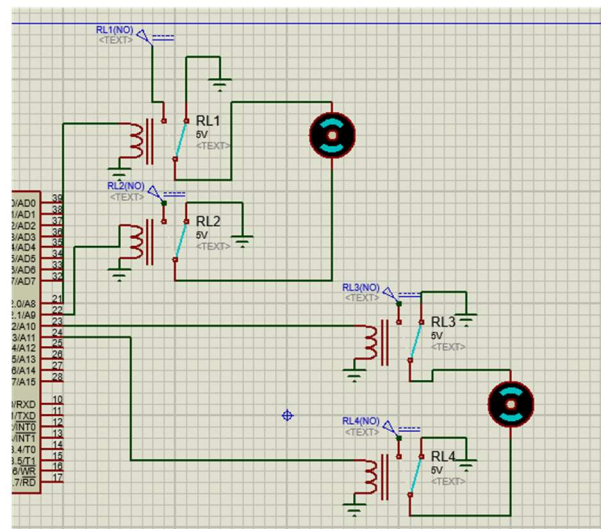 RL1(NO)
<TEXT>
RL1
5V
<TEXT>
RL2(NO)
<TEXT>
RL2
5V
<TEXT>
0/AD0 39
1/AD1 38
2/AD2 37
3/AD3 36
4/AD4 35
5/AD5 34
6/AD6 33
7/AD7 32
2.0/A8 21
2.1/A9 22
2/A10 23
3/A11 24
4/A12 25
5/A13 26
6/A14 27
7/A15 28
RL3(NO)
<TEXT>
RL3
5V
<TEXT>
0/RXD 10
1/TXD 11
2/INT0 12
3/INT1 13
3.4/T0 14
3.5/T1 15
6/WR 16
.7/RD 17
RL4(NO)
<TEXT>
RL4
5V
<TEXT>